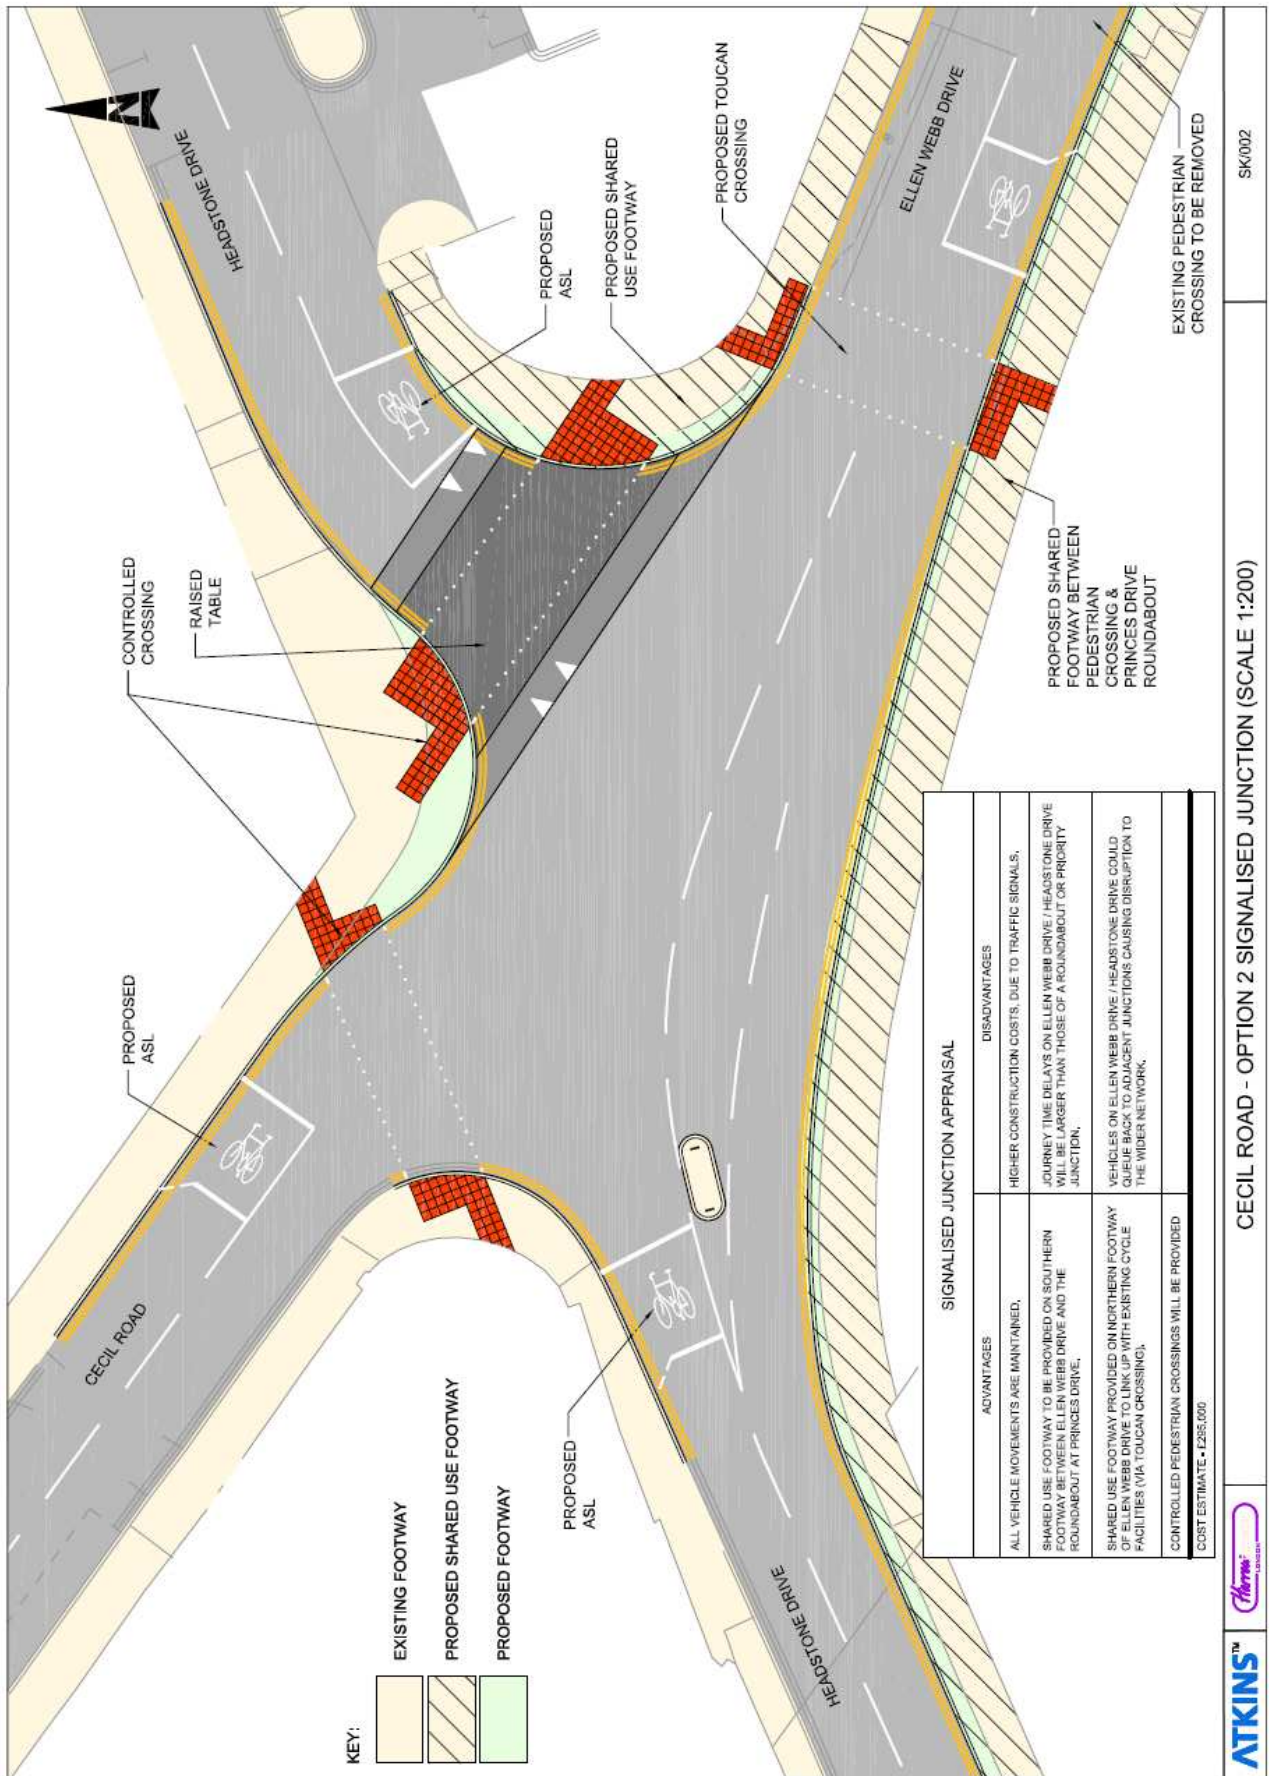 HEADSTONE DRIVE
CONTROLLED
CROSSING
RAISED
TABLE
PROPOSED
ASL
CECIL ROAD
PROPOSED
ASL
PROPOSED SHARED
USE FOOTWAY
PROPOSED TOUCAN
CROSSING
ELLEN WEBB DRIVE
EXISTING PEDESTRIAN
CROSSING TO BE REMOVED
PROPOSED SHARED
FOOTWAY BETWEEN
PEDESTRIAN
CROSSING &
PRINCES DRIVE
ROUNDABOUT
PROPOSED
ASL
HEADSTONE DRIVE
KEY:
EXISTING FOOTWAY
PROPOSED SHARED USE FOOTWAY
PROPOSED FOOTWAY
SIGNALISED JUNCTION APPRAISAL
ADVANTAGES
DISADVANTAGES
ALL VEHICLE MOVEMENTS ARE MAINTAINED.
HIGHER CONSTRUCTION COSTS, DUE TO TRAFFIC SIGNALS.
SHARED USE FOOTWAY TO BE PROVIDED ON SOUTHERN
FOOTWAY BETWEEN ELLEN WEBB DRIVE AND THE
ROUNDABOUT AT PRINCES DRIVE.
JOURNEY TIME DELAYS ON ELLEN WEBB DRIVE / HEADSTONE DRIVE
WILL BE LARGER THAN THOSE OF A ROUNDABOUT OR PRIORITY
JUNCTION.
SHARED USE FOOTWAY PROVIDED ON NORTHERN FOOTWAY
OF ELLEN WEBB DRIVE TO LINK UP WITH EXISTING CYCLE
FACILITIES (VIA TOUCAN CROSSING).
VEHICLES ON ELLEN WEBB DRIVE / HEADSTONE DRIVE COULD
QUEUE BACK TO ADJACENT JUNCTIONS CAUSING DISRUPTION TO
THE WIDER NETWORK.
CONTROLLED PEDESTRIAN CROSSINGS WILL BE PROVIDED
COST ESTIMATE - £295,000
ATKINS™
Harrow
LONDON
CECIL ROAD - OPTION 2 SIGNALISED JUNCTION (SCALE 1:200)
SK/002
N